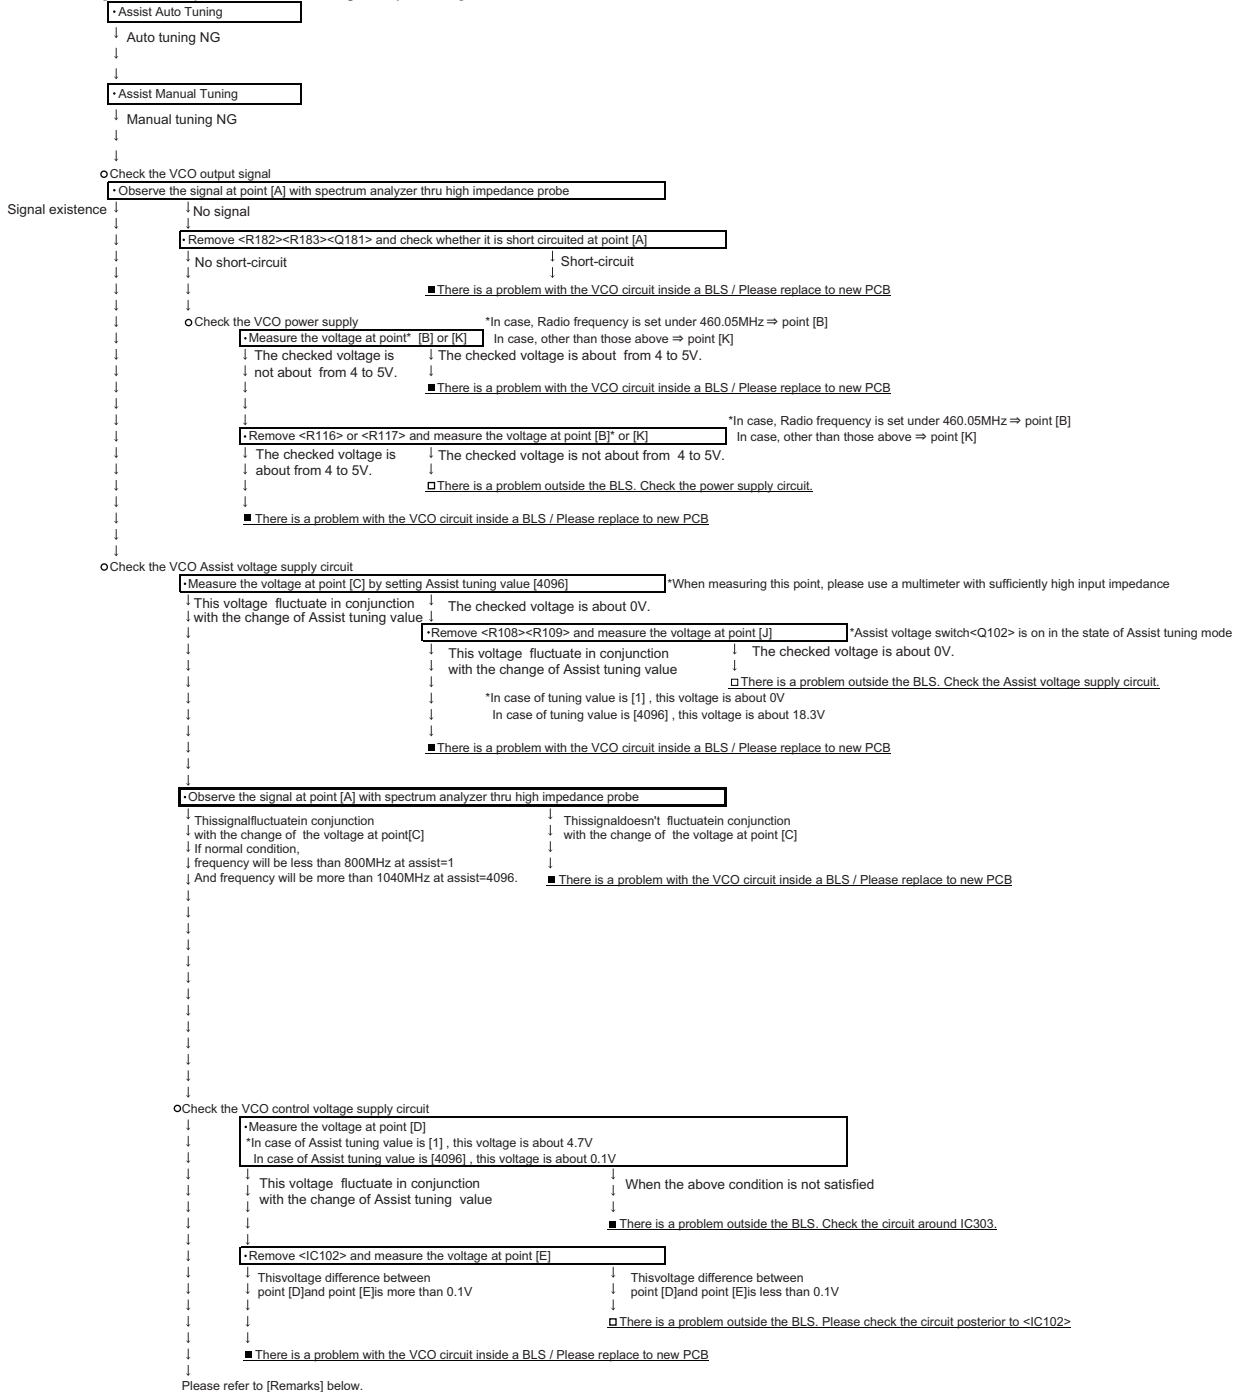 ・Assist Auto Tuning
↓ Auto tuning NG
↓
↓
・Assist Manual Tuning
↓ Manual tuning NG
↓
↓
○Check the VCO output signal
・Observe the signal at point [A] with spectrum analyzer thru high impedance probe
Signal existence ↓ ↓No signal
・Remove <R182><R183><Q181> and check whether it is short circuited at point [A]
↓No short-circuit ↓ Short-circuit
■There is a problem with the VCO circuit inside a BLS / Please replace to new PCB
○Check the VCO power supply *In case, Radio frequency is set under 460.05MHz ⇒ point [B]
・Measure the voltage at point* [B] or [K] In case, other than those above ⇒ point [K]
↓ The checked voltage is ↓ The checked voltage is about from 4 to 5V.
↓ not about from 4 to 5V. ↓
■There is a problem with the VCO circuit inside a BLS / Please replace to new PCB
*In case, Radio frequency is set under 460.05MHz ⇒ point [B]
・Remove <R116> or <R117> and measure the voltage at point [B]* or [K] In case, other than those above ⇒ point [K]
↓ The checked voltage is ↓ The checked voltage is not about from 4 to 5V.
↓ about from 4 to 5V. ↓
□There is a problem outside the BLS. Check the power supply circuit.
■ There is a problem with the VCO circuit inside a BLS / Please replace to new PCB
○Check the VCO Assist voltage supply circuit
・Measure the voltage at point [C] by setting Assist tuning value [4096] *When measuring this point, please use a multimeter with sufficiently high input impedance
↓This voltage fluctuate in conjunction ↓ The checked voltage is about 0V.
↓with the change of Assist tuning value ↓
・Remove <R108><R109> and measure the voltage at point [J] *Assist voltage switch<Q102> is on in the state of Assist tuning mode
↓ This voltage fluctuate in conjunction ↓ The checked voltage is about 0V.
↓ with the change of Assist tuning value ↓
□There is a problem outside the BLS. Check the Assist voltage supply circuit.
*In case of tuning value is [1] , this voltage is about 0V
In case of tuning value is [4096] , this voltage is about 18.3V
■There is a problem with the VCO circuit inside a BLS / Please replace to new PCB
・Observe the signal at point [A] with spectrum analyzer thru high impedance probe
↓ Thissignalfluctuatein conjunction ↓ Thissignaldoesn't fluctuatein conjunction
↓ with the change of the voltage at point[C] ↓ with the change of the voltage at point [C]
↓ If normal condition, ↓
↓ frequency will be less than 800MHz at assist=1 ↓
↓ And frequency will be more than 1040MHz at assist=4096. ■ There is a problem with the VCO circuit inside a BLS / Please replace to new PCB
○Check the VCO control voltage supply circuit
・Measure the voltage at point [D]
*In case of Assist tuning value is [1] , this voltage is about 4.7V
In case of Assist tuning value is [4096] , this voltage is about 0.1V
↓ This voltage fluctuate in conjunction ↓ When the above condition is not satisfied
↓ with the change of Assist tuning value ↓
■ There is a problem outside the BLS. Check the circuit around IC303.
・Remove <IC102> and measure the voltage at point [E]
↓ Thisvoltage difference between ↓ Thisvoltage difference between
↓ point [D]and point [E]is more than 0.1V ↓ point [D]and point [E]is less than 0.1V
□ There is a problem outside the BLS. Please check the circuit posterior to <IC102>
■ There is a problem with the VCO circuit inside a BLS / Please replace to new PCB
↓
Please refer to [Remarks] below.